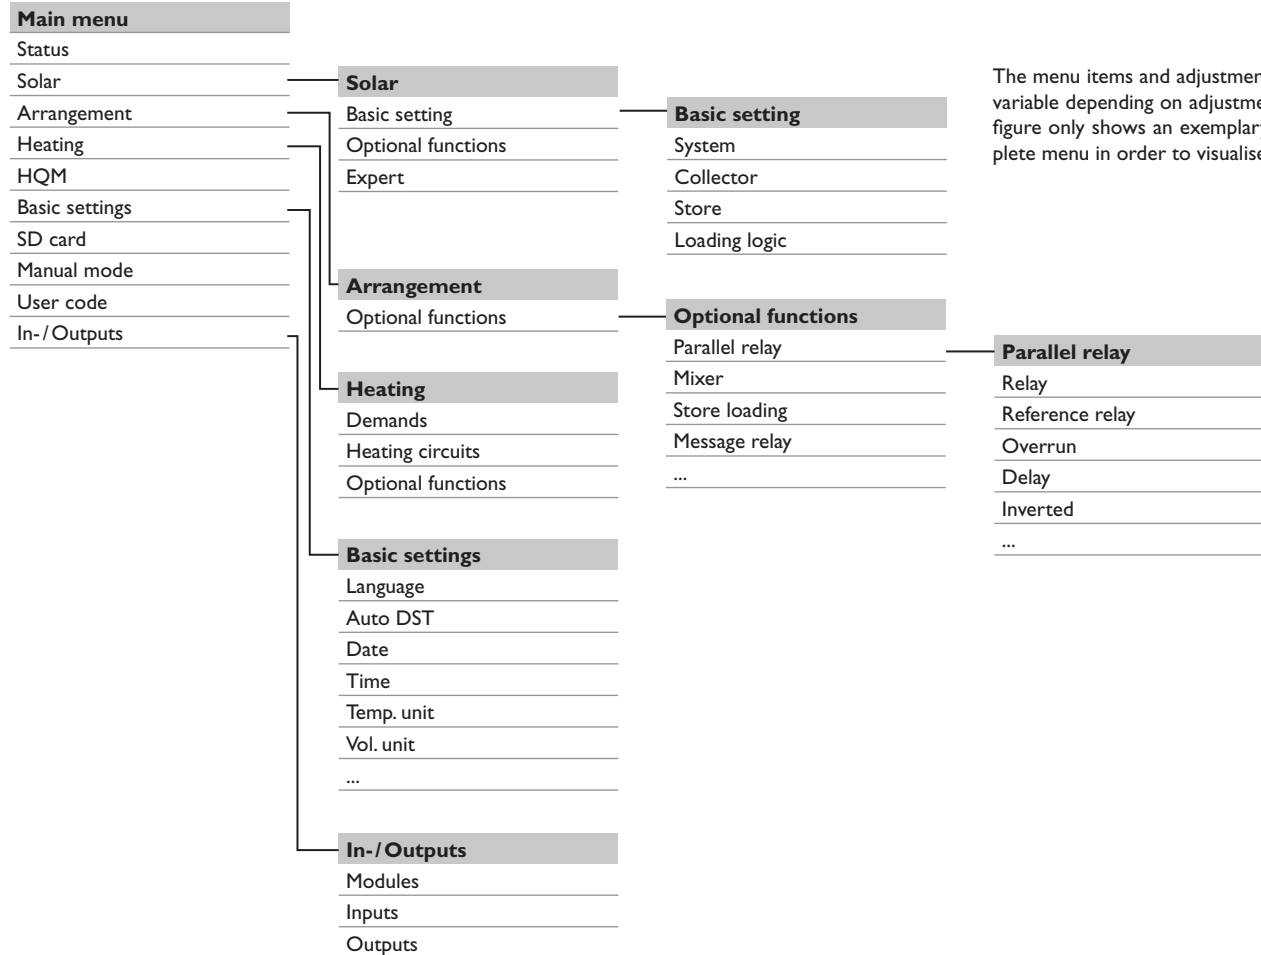 Main menu
Status
Solar
Arrangement
Heating
HQM
Basic settings
SD card
Manual mode
User code
In- / Outputs
Solar
Basic setting
Optional functions
Expert
Arrangement
Optional functions
Heating
Demands
Heating circuits
Optional functions
Basic settings
Language
Auto DST
Date
Time
Temp. unit
Vol. unit
...
In- / Outputs
Modules
Inputs
Outputs
Basic setting
System
Collector
Store
Loading logic
Optional functions
Parallel relay
Mixer
Store loading
Message relay
...
The menu items and
variable depending on
figure only shows an
plete menu in order to
Parallel relay
Relay
Reference relay
Overrun
Delay
Inverted
...